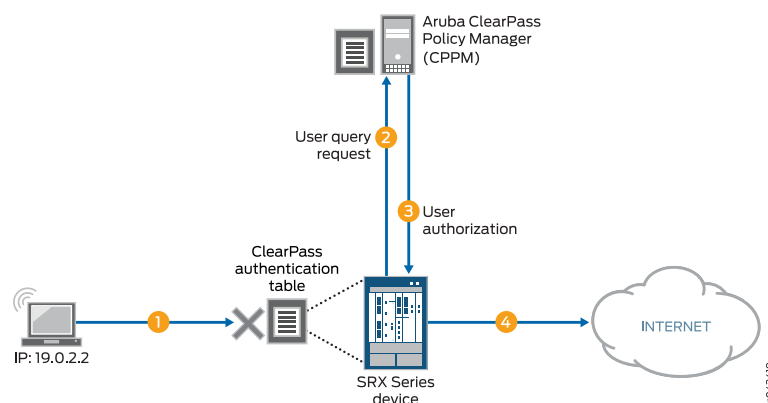 Aruba ClearPass
Policy Manager
(CPPM)
User query
request
2
3
User
authorization
ClearPass
authentication
table
1
4
INTERNET
IP: 19.0.2.2
SRX Series
device